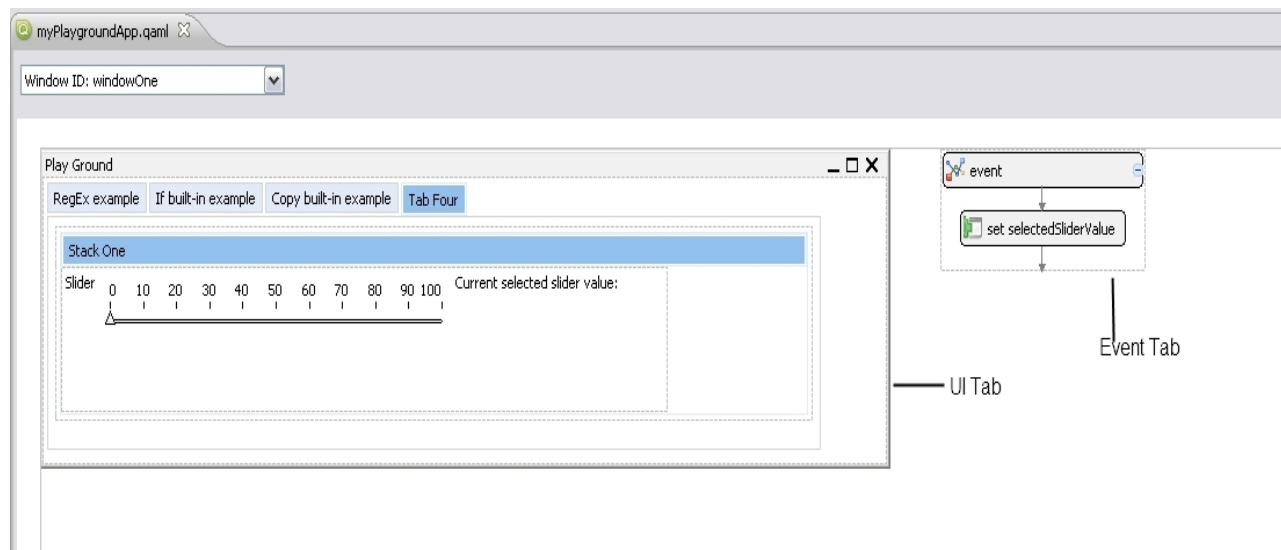 myPlaygroundApp.qaml
Window ID: windowOne
Play Ground
RegEx example If built-in example Copy built-in example Tab Four
Stack One
Slider 0 10 20 30 40 50 60 70 80 90 100 Current selected slider value:
event
set selectedSliderValue
Event Tab
UI Tab